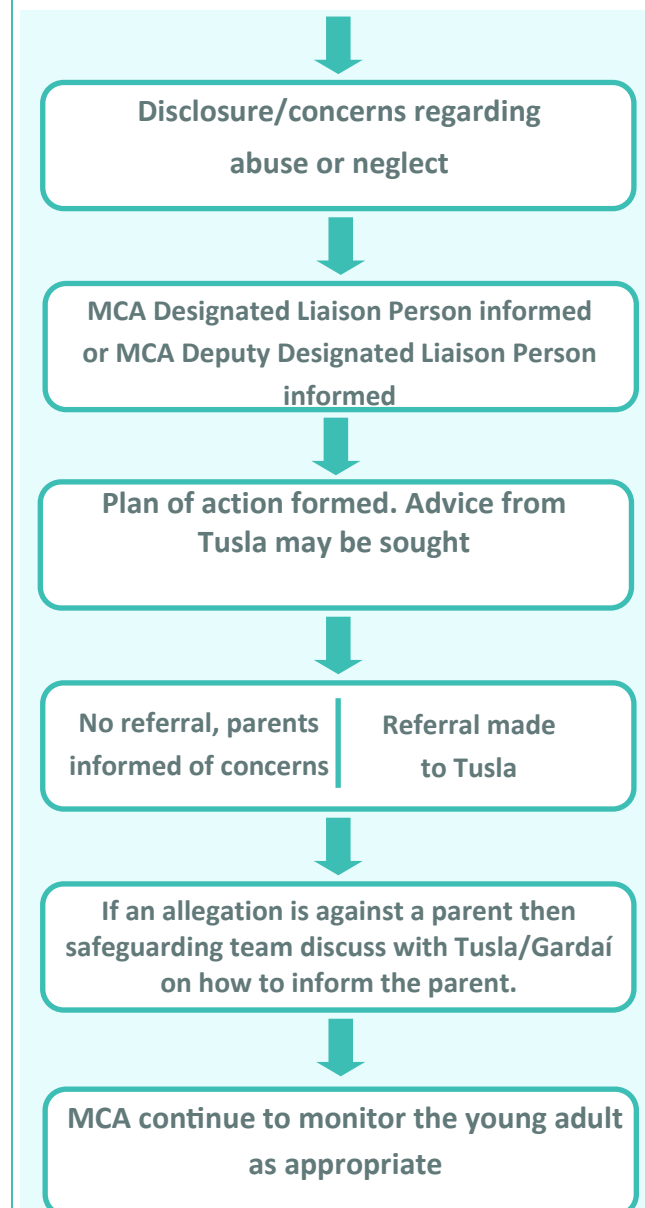 Disclosure/concerns regarding
abuse or neglect
MCA Designated Liaison Person informed
or MCA Deputy Designated Liaison Person
informed
Plan of action formed. Advice from
Tusla may be sought
No referral, parents
informed of concerns
Referral made
to Tusla
If an allegation is against a parent then
safeguarding team discuss with Tusla/Gardaí
on how to inform the parent.
MCA continue to monitor the young adult
as appropriate